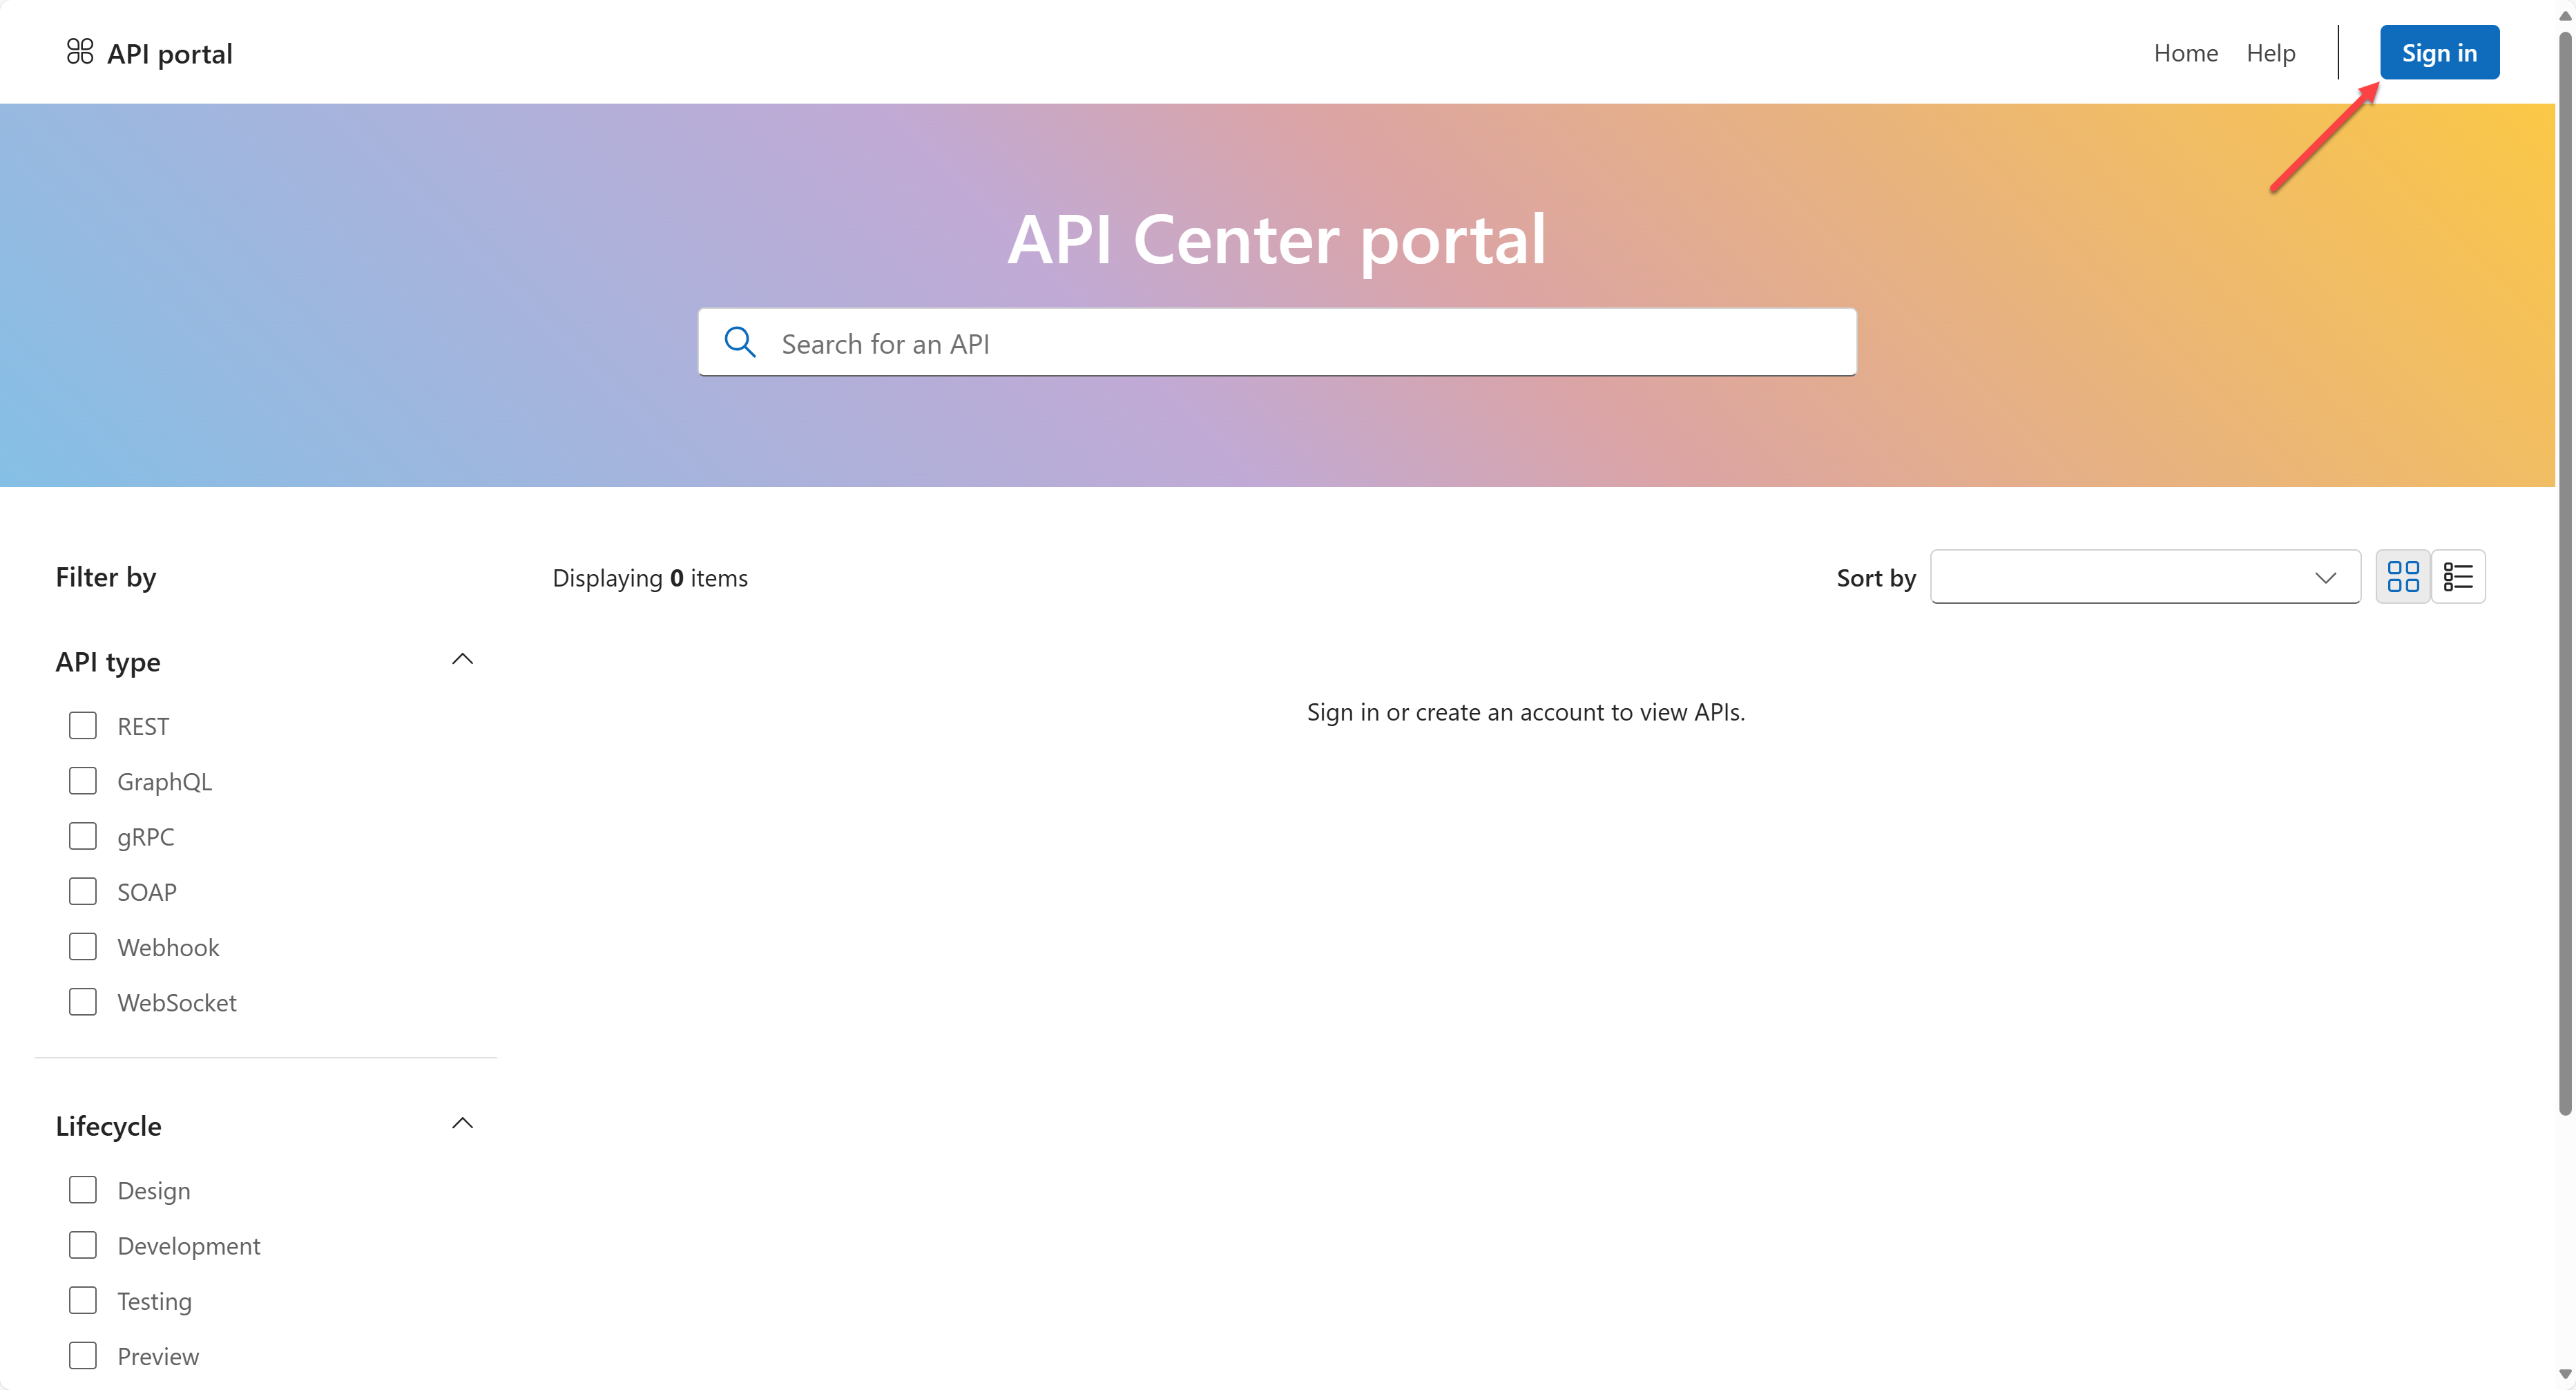 API portal
Home
Help
Sign in
API Center portal
Search for an API
Filter by
Displaying 0 items
Sort by
API type
REST
GraphQL
gRPC
SOAP
Webhook
WebSocket
Sign in or create an account to view APIs.
Lifecycle
Design
Development
Testing
Preview